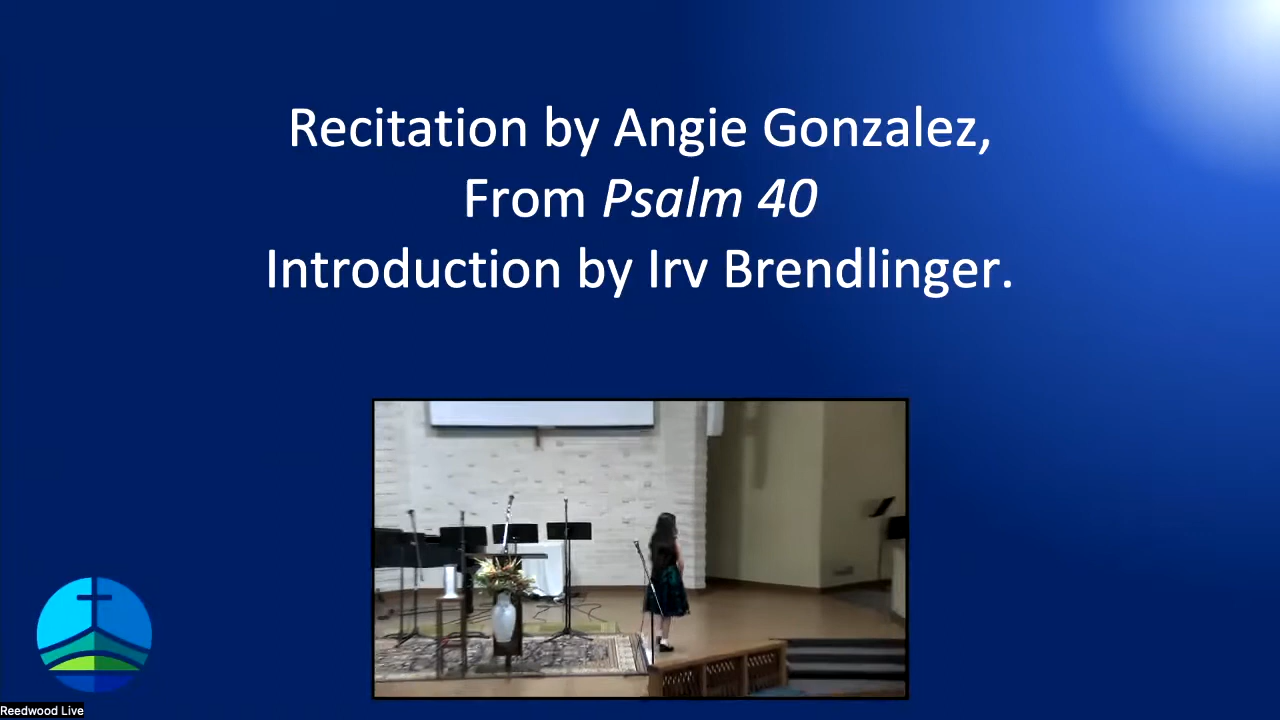 Recitation by Angie Gonzalez,
From Psalm 40
Introduction by Irv Brendlinger.
Reedwood Live